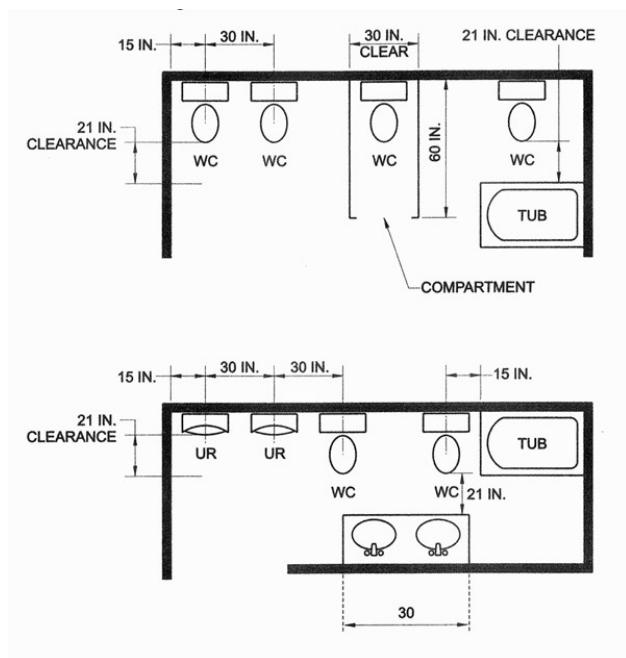 15 IN.
30 IN.
30 IN.
CLEAR
21 IN. CLEARANCE
21 IN.
CLEARANCE
WC
WC
WC
60 IN.
WC
TUB
COMPARTMENT
15 IN.
30 IN.
30 IN.
15 IN.
21 IN.
CLEARANCE
UR
UR
WC
WC
21 IN.
TUB
30